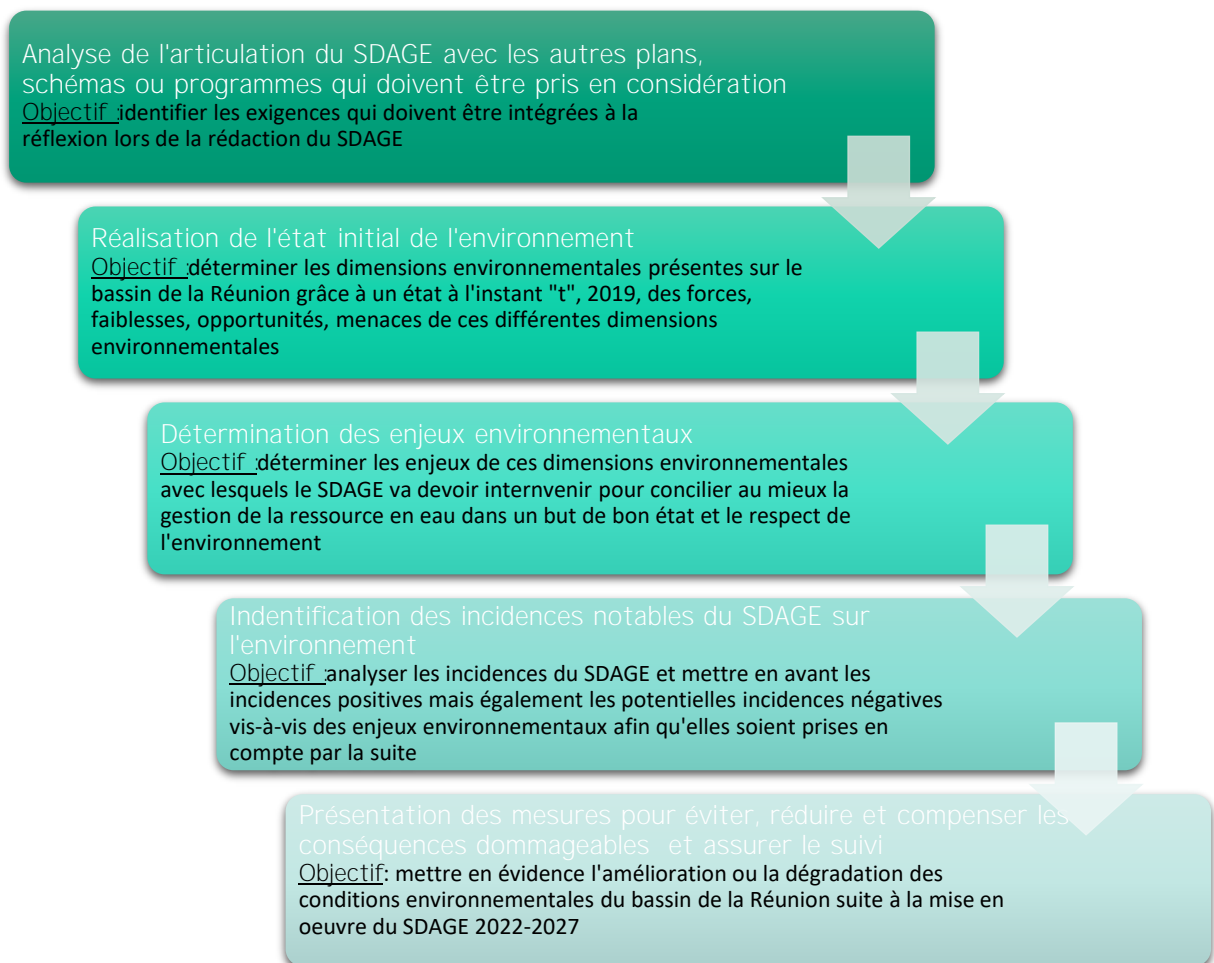 Analyse de l'articulation du SDAGE avec les autres plans,
schémas ou programmes qui doivent être pris en considération
Objectif :identifier les exigences qui doivent être intégrées à la
réflexion lors de la rédaction du SDAGE
Réalisation de l'état initial de l'environnement
Objectif :déterminer les dimensions environnementales présentes sur le
bassin de la Réunion grâce à un état à l'instant "t", 2019, des forces,
faiblesses, opportunités, menaces de ces différentes dimensions
environnementales
Détermination des enjeux environnementaux
Objectif :déterminer les enjeux de ces dimensions environnementales
avec lesquels le SDAGE va devoir internvenir pour concilier au mieux la
gestion de la ressource en eau dans un but de bon état et le respect de
l'environnement
Indentification des incidences notables du SDAGE sur
l'environnement
Objectif :analyser les incidences du SDAGE et mettre en avant les
incidences positives mais également les potentielles incidences négatives
vis-à-vis des enjeux environnementaux afin qu'elles soient prises en
compte par la suite
Présentation des mesures pour éviter, réduire et compenser les
conséquences dommageables et assurer le suivi
Objectif: mettre en évidence l'amélioration ou la dégradation des
conditions environnementales du bassin de la Réunion suite à la mise en
oeuvre du SDAGE 2022-2027